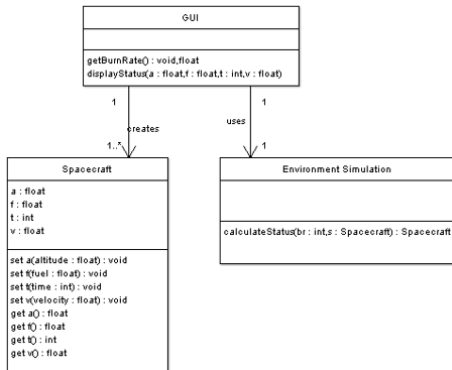 GUI
getBurnRate() : void,float
displayStatus(a : float,f : float,t : int,v : float)
1
1
creates
uses
1..*
1
Spacecraft
a : float
f : float
t : int
v : float
set a(altitude : float) : void
set f(fuel : float) : void
set t(time : int) : void
set v(velocity : float) : void
get a() : float
get f() : float
get t() : int
get v() : float
Environment Simulation
calculateStatus(br : int,s : Spacecraft) : Spacecraft